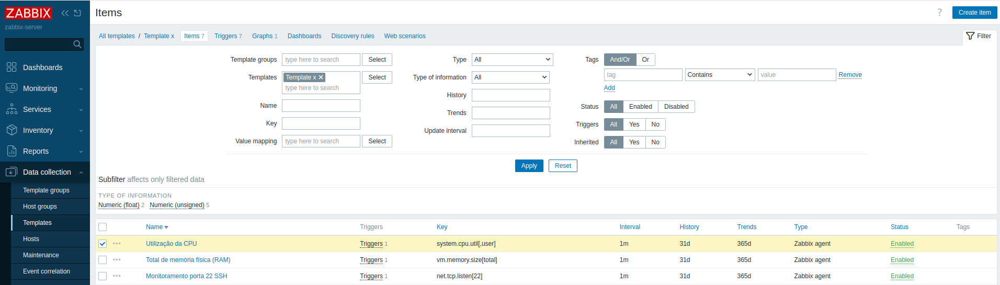 ZABBIX
zabbix-server
Dashboards
Monitoring
Services
Inventory
Reports
Data collection
Template groups
Host groups
Templates
Hosts
Maintenance
Event correlation
Items
? Create item
All templates / Template x Items 7 Triggers 7 Graphs 1 Dashboards Discovery rules Web scenarios Filter
Template groups type here to search Select
Templates Template x type here to search Select
Name
Key
Value mapping type here to search Select
Type All
Type of information All
History
Trends
Update interval
Tags And/Or Or
tag Contains value Remove
Add
Status All Enabled Disabled
Triggers All Yes No
Inherited All Yes No
Apply Reset
Subfilter affects only filtered data
TYPE OF INFORMATION
Numeric (float) 2 Numeric (unsigned) 5
Name Triggers Key Interval History Trends Type Status Tags
Utilização da CPU Triggers 1 system.cpu.util[,user] 1m 31d 365d Zabbix agent Enabled
Total de memória física (RAM) Triggers 1 vm.memory.size[total] 1m 31d 365d Zabbix agent Enabled
Monitoramento porta 22 SSH Triggers 1 net.tcp.listen[22] 1m 31d 365d Zabbix agent Enabled